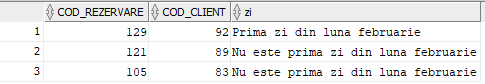 COD_REZERVARE COD_CLIENT zi
1 129 92 Prima zi din luna februarie
2 121 89 Nu este prima zi din luna februarie
3 105 83 Nu este prima zi din luna februarie